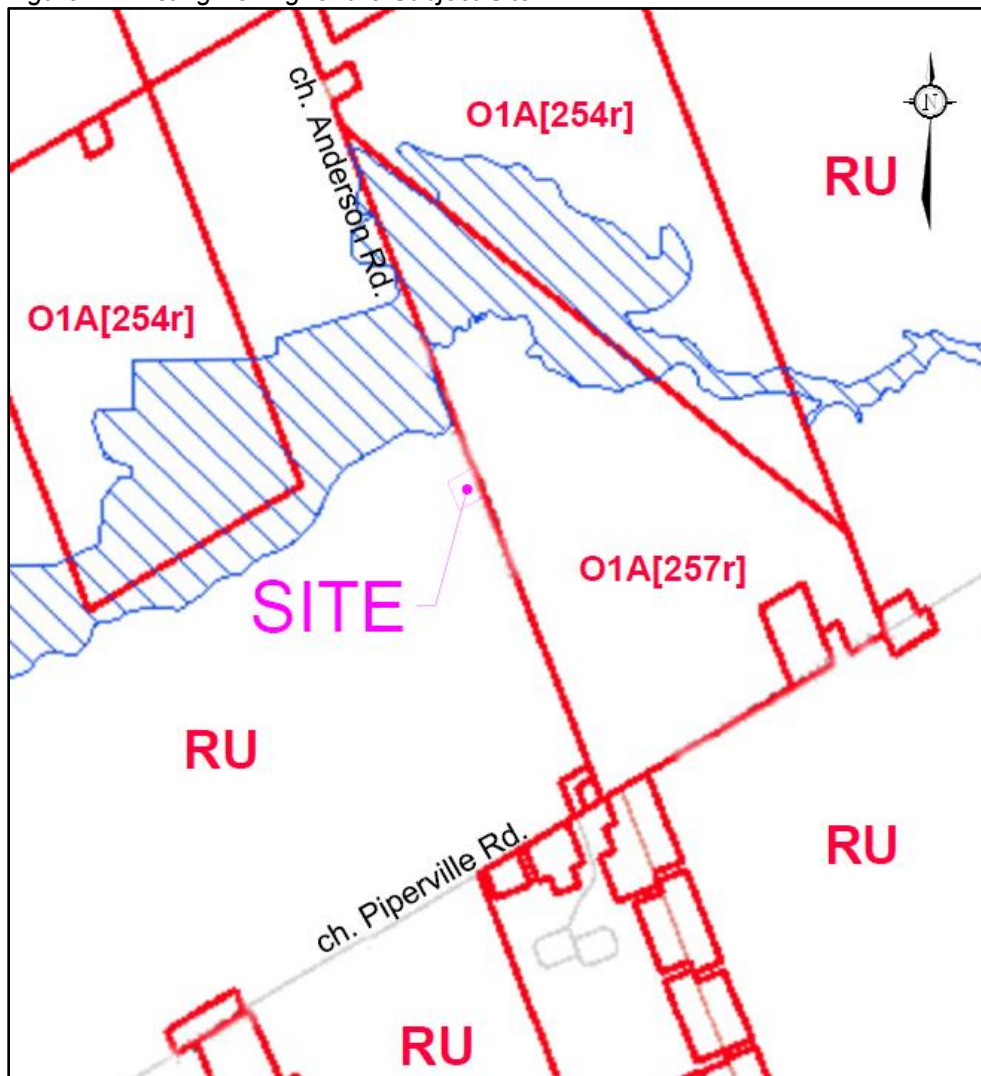 ch. Anderson Rd.
O1A[254r]
N
RU
O1A[254r]
SITE
O1A[257r]
RU
RU
ch. Piperville Rd.
RU